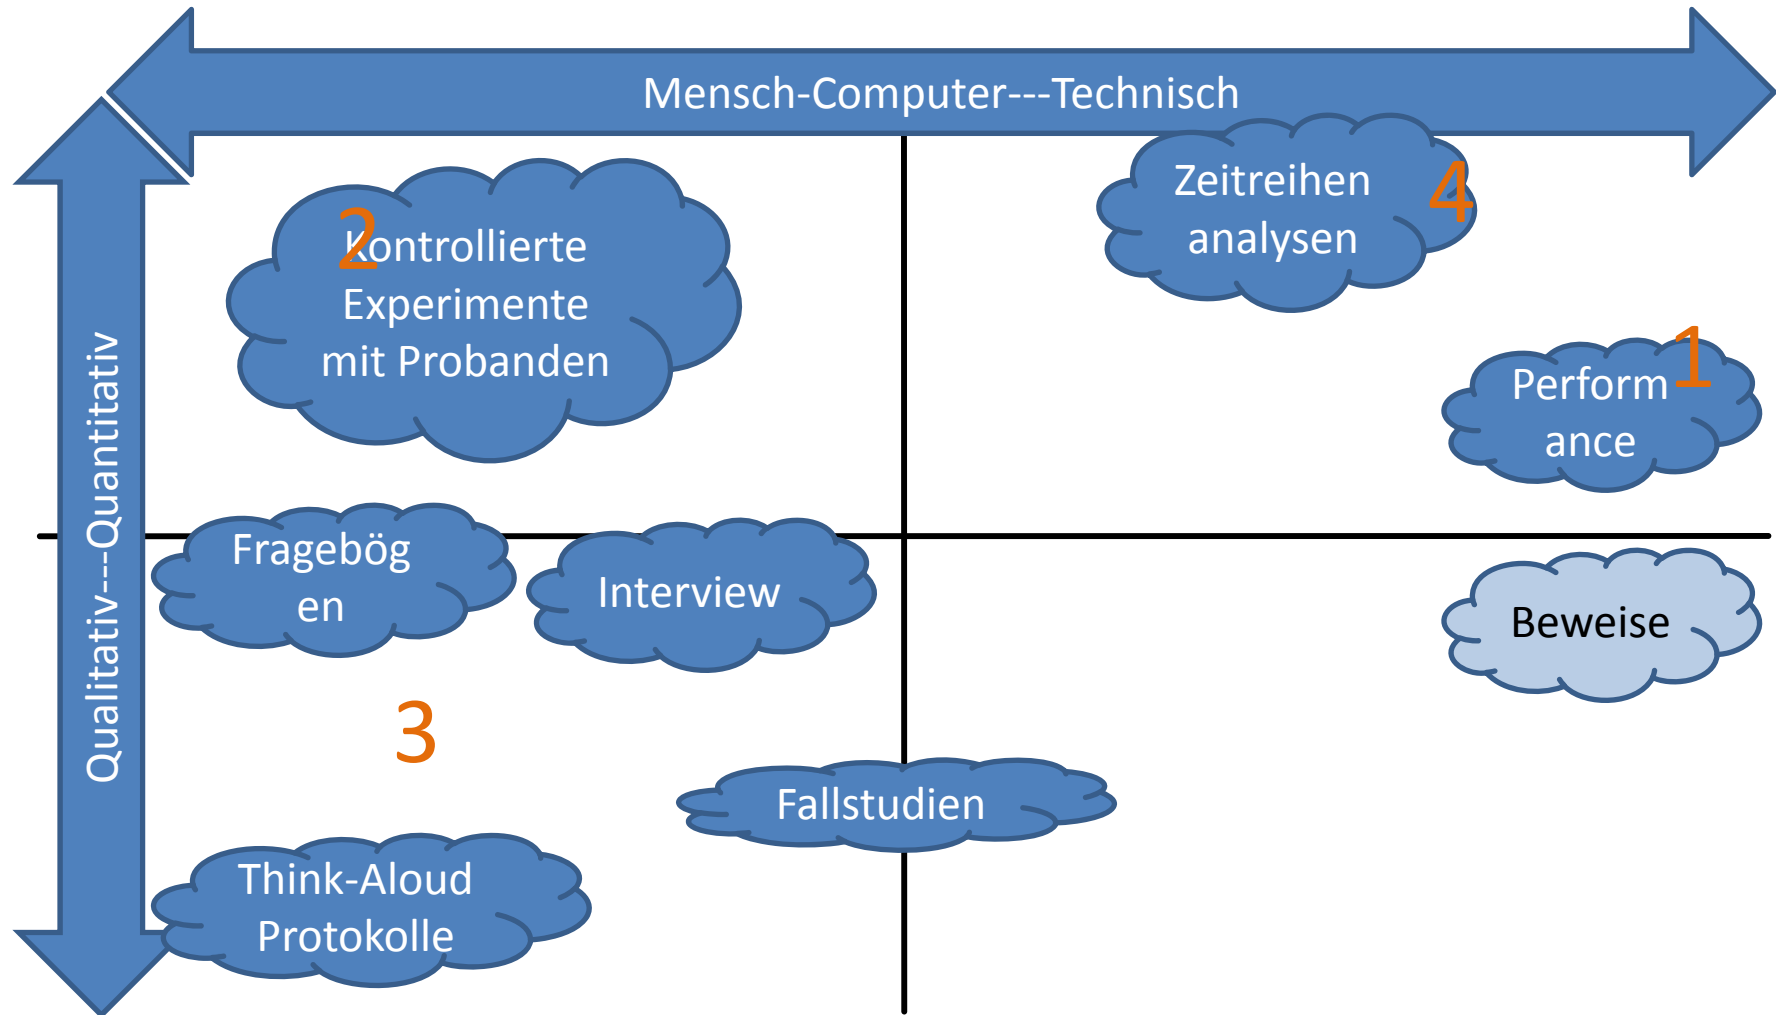 Mensch-Computer---Technisch
Qualitativ---Quantitativ
2
Kontrollierte
Experimente
mit Probanden
Zeitreihen
analysen
4
1
Perform
ance
Fragebög
en
Interview
Beweise
3
Fallstudien
Think-Aloud
Protokolle